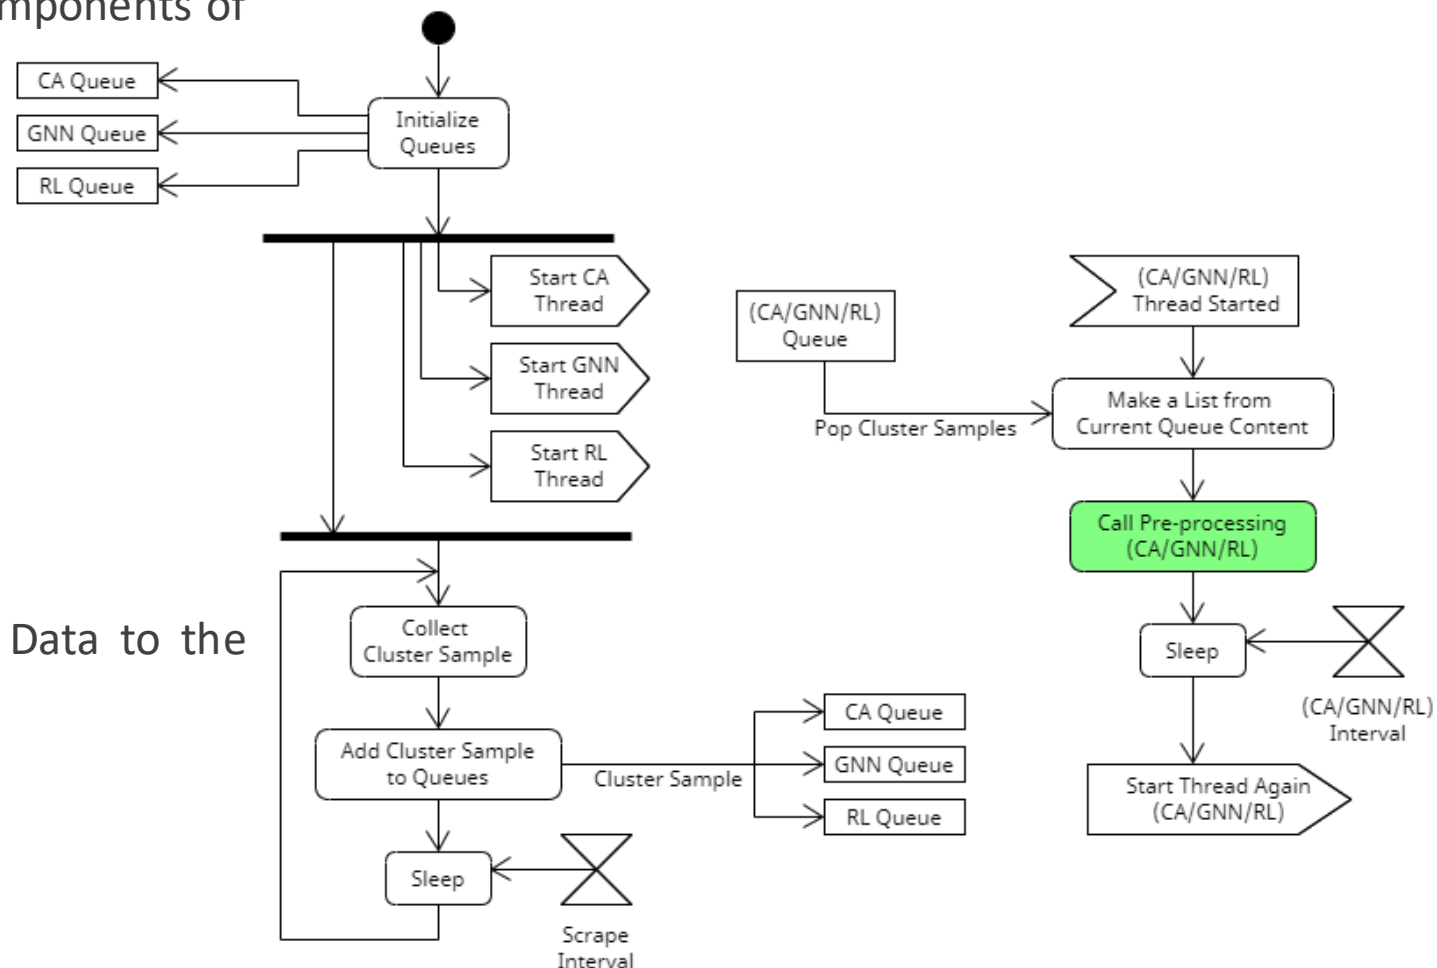 mponents of
CA Queue
GNN Queue
RL Queue
Initialize
Queues
Start CA
Thread
Start GNN
Thread
Start RL
Thread
(CA/GNN/RL)
Queue
Pop Cluster Samples
(CA/GNN/RL)
Thread Started
Make a List from
Current Queue Content
Call Pre-processing
(CA/GNN/RL)
Sleep
(CA/GNN/RL)
Interval
Start Thread Again
(CA/GNN/RL)
Data to the
Collect
Cluster Sample
Add Cluster Sample
to Queues
Cluster Sample
CA Queue
GNN Queue
RL Queue
Sleep
Scrape
Interval